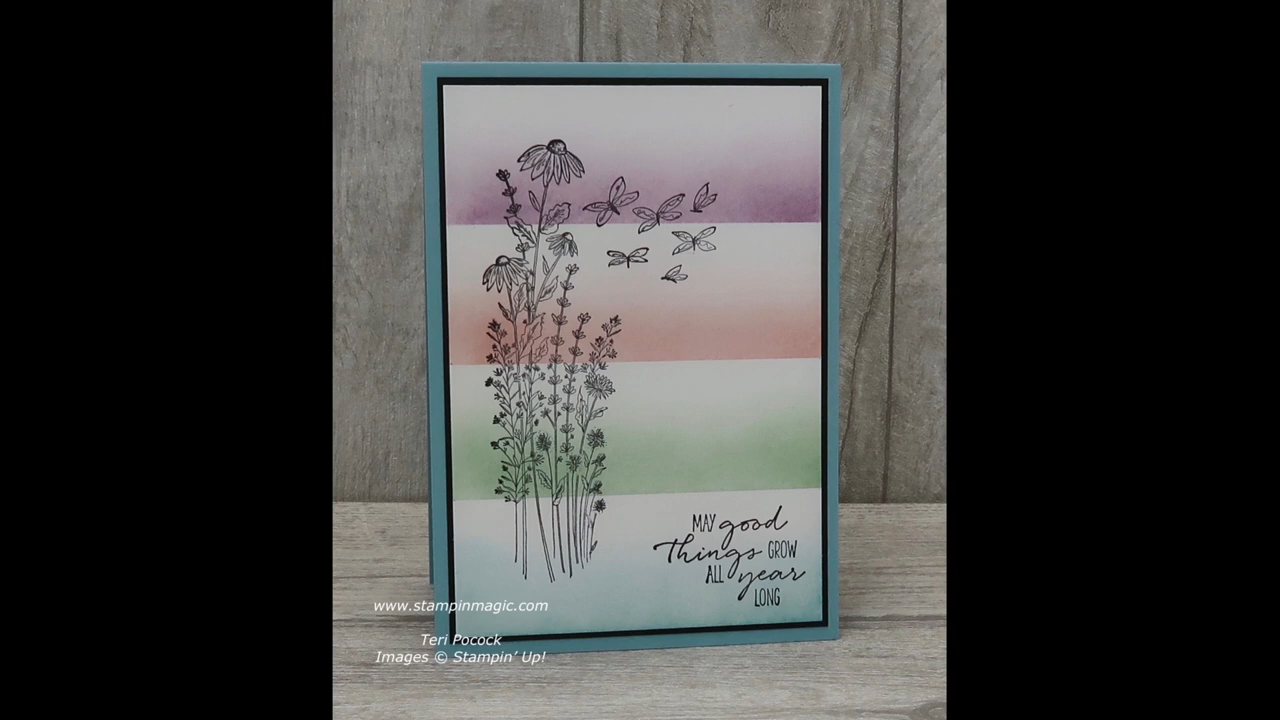 MAY good
things GROW
ALL year
LONG
www.stampinmagic.com
Teri Pocock
Images © Stampin' Up!